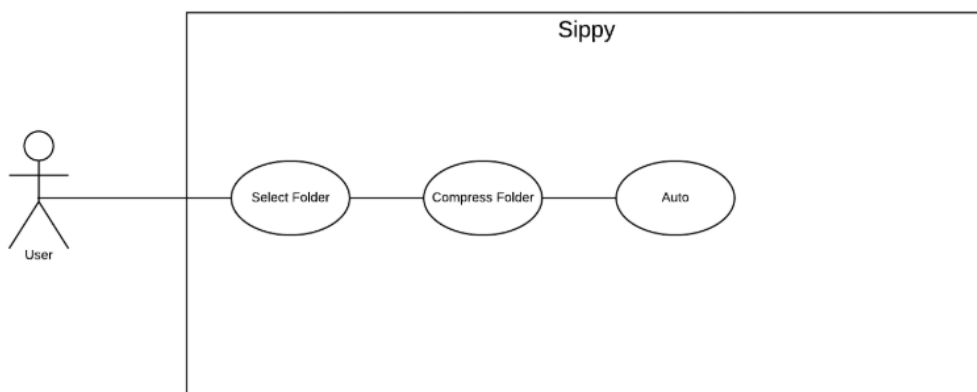 Sippy
Select Folder
Compress Folder
Auto
User